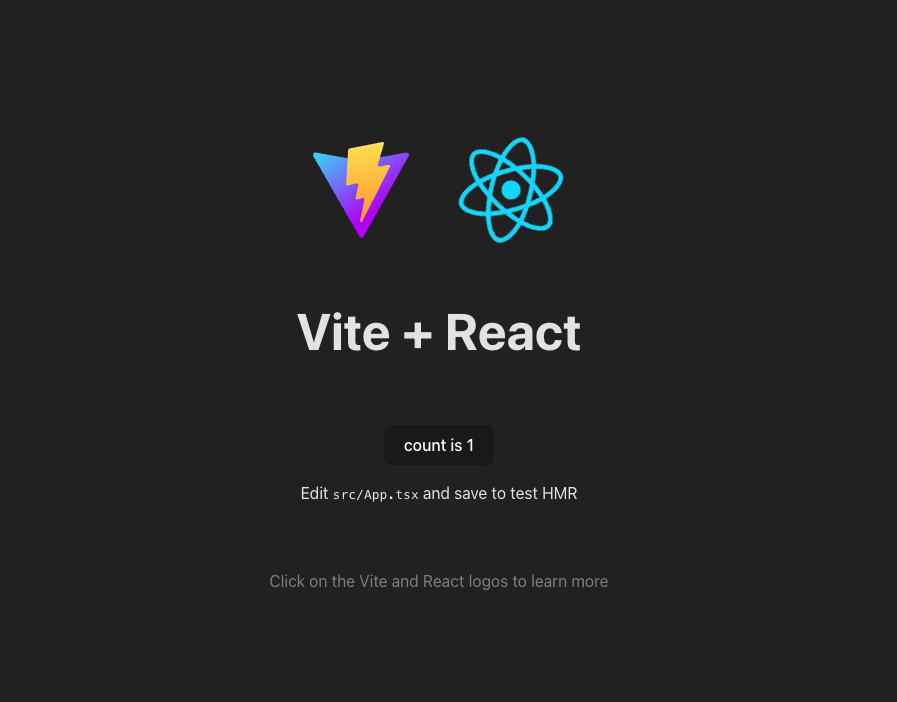 Vite + React
count is 1
Edit src/App.tsx and save to test HMR
Click on the Vite and React logos to learn more